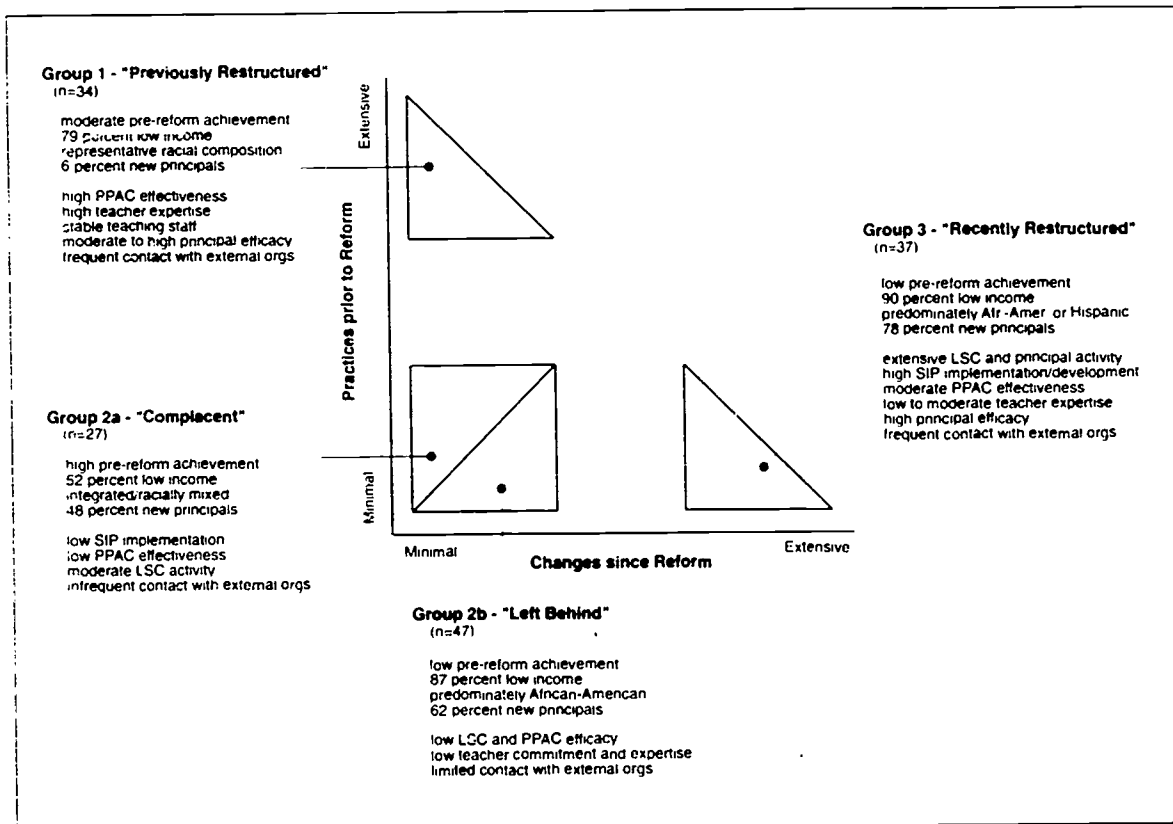 Group 1 - "Previously Restructured"
(n=34)
moderate pre-reform achievement
79 percent low income
representative racial composition
6 percent new principals
high PPAC effectiveness
high teacher expertise
stable teaching staff
moderate to high principal efficacy
frequent contact with external orgs
Extensive
Practices prior to Reform
Minimal
Group 3 - "Recently Restructured"
(n=37)
low pre-reform achievement
90 percent low income
predominately Afr-Amer or Hispanic
78 percent new principals
extensive LSC and principal activity
high SIP implementation/development
moderate PPAC effectiveness
low to moderate teacher expertise
high principal efficacy
frequent contact with external orgs
Group 2a - "Complacent"
(n=27)
high pre-reform achievement
52 percent low income
integrated/racially mixed
48 percent new principals
low SIP implementation
low PPAC effectiveness
moderate LSC activity
infrequent contact with external orgs
Minimal
Changes since Reform
Extensive
Group 2b - "Left Behind"
(n=47)
low pre-reform achievement
87 percent low income
predominately African-American
62 percent new principals
low LSC and PPAC efficacy
low teacher commitment and expertise
limited contact with external orgs